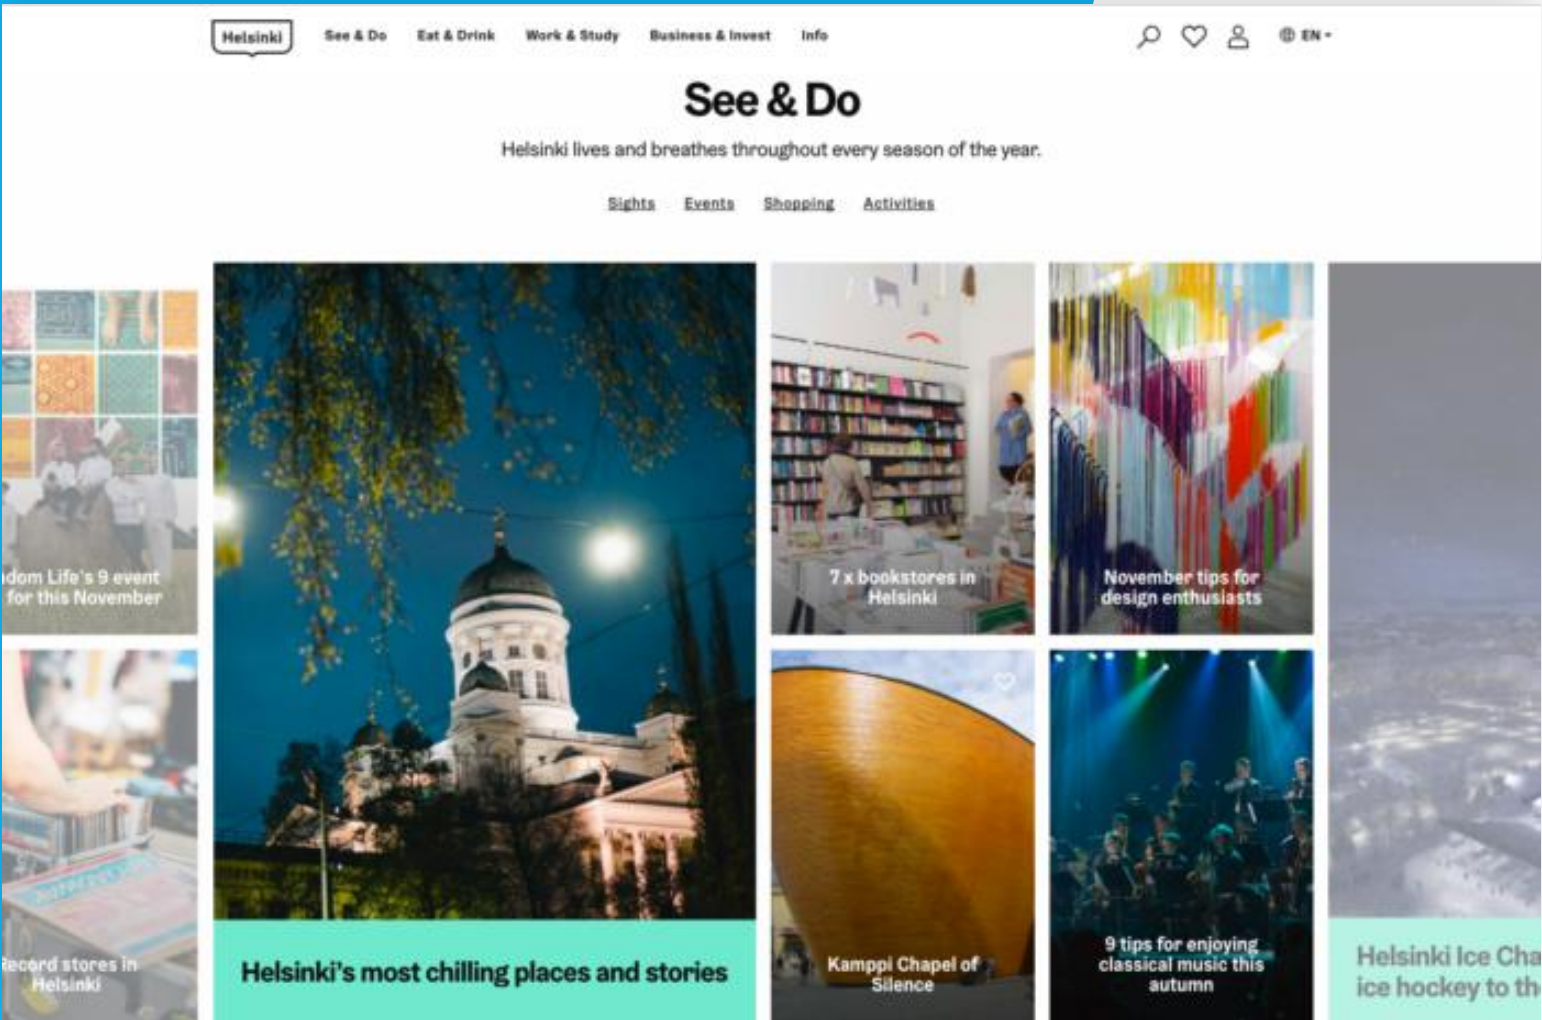 Helsinki
See & Do
Eat & Drink
Work & Study
Business & Invest
Info
EN
See & Do
Helsinki lives and breathes throughout every season of the year.
Sights
Events
Shopping
Activities
Life's 9 event
for this November
stores in
Helsinki
Helsinki's most chilling places and stories
7 x bookstores in
Helsinki
November tips for
design enthusiasts
Kamppi Chapel of
Silence
9 tips for enjoying
classical music this
autumn
Helsinki Ice
ice hockey to